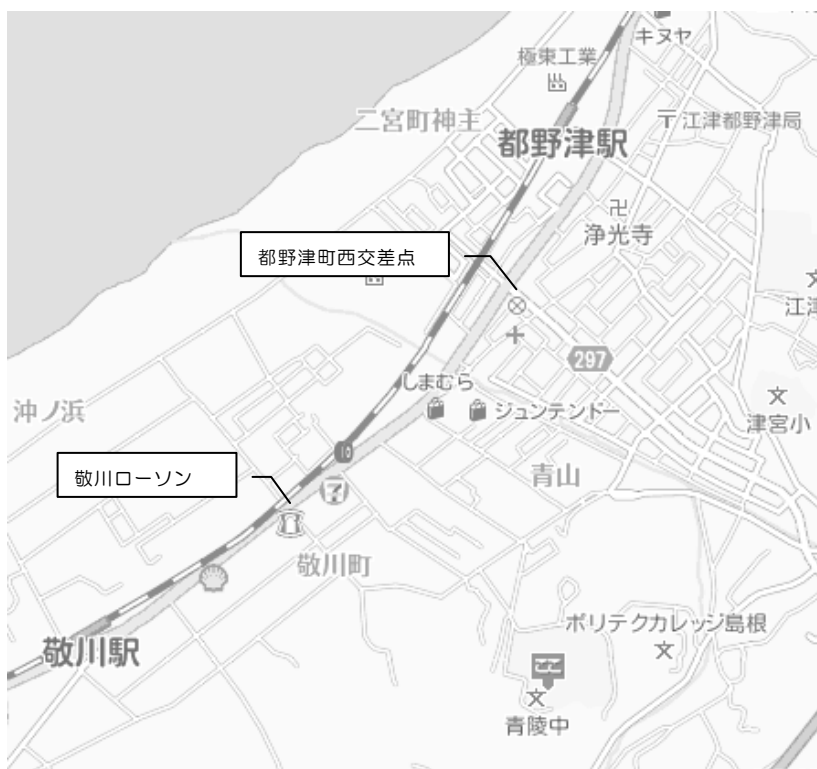 キヌヤ
極東工業
二宮町神主
江津都野津局
都野津駅
浄光寺
都野津町西交差点
江津
297
しまむら
ジュンテンドー
沖ノ浜
津宮小
敬川ローソン
青山
敬川町
ポリテクカレッジ島根
敬川駅
青陵中